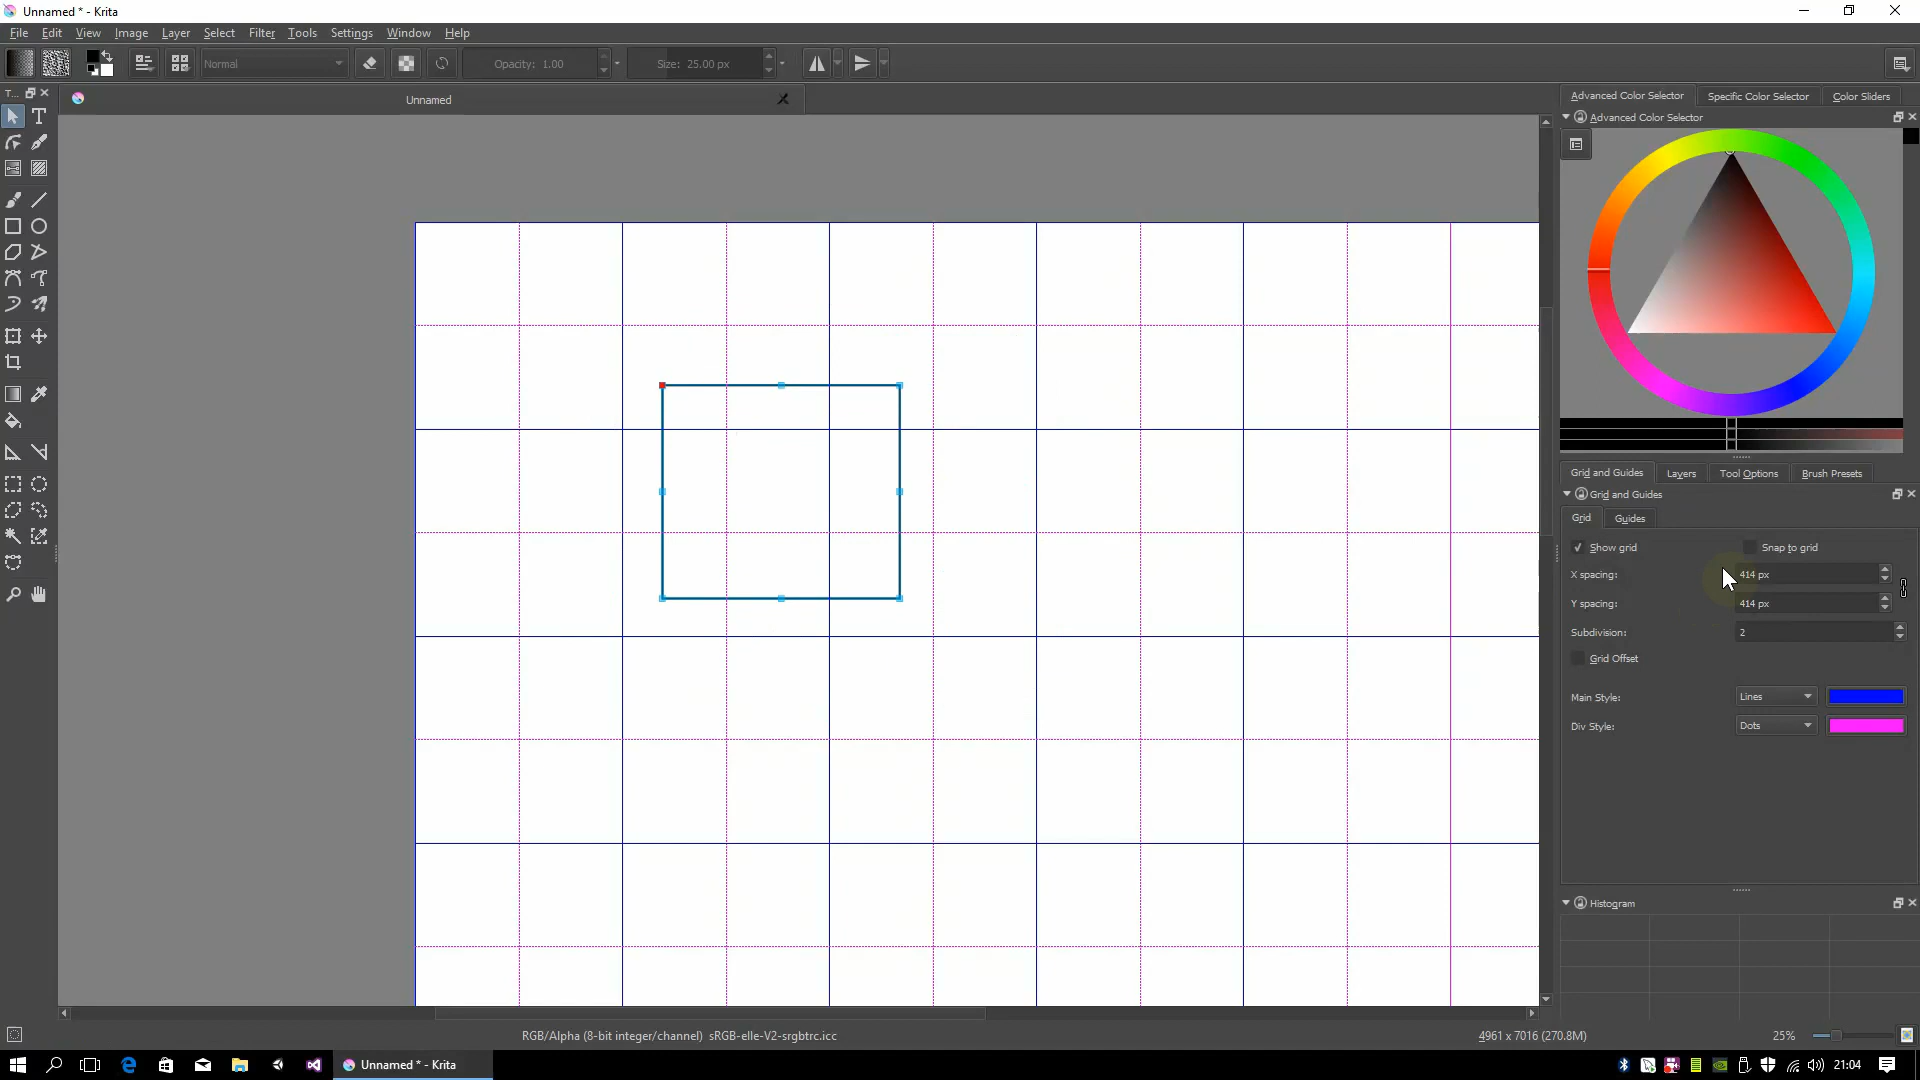 Unnamed * - Krita
File Edit View Image Layer Select Filter Tools Settings Window Help
Normal Opacity: 1.00 Size: 25.00 px
T...
Unnamed
Advanced Color Selector Specific Color Selector Color Sliders
Advanced Color Selector
Grid and Guides Layers Tool Options Brush Presets
Grid and Guides
Grid Guides
Show grid Snap to grid
X spacing: 414 px
Y spacing: 414 px
Subdivision: 2
Grid Offset
Main Style: Lines
Div Style: Dots
Histogram
RGB/Alpha (8-bit integer/channel) sRGB-elle-V2-srgbtrc.icc 4961 x 7016 (270.8M) 25%
Unnamed * - Krita 21:04